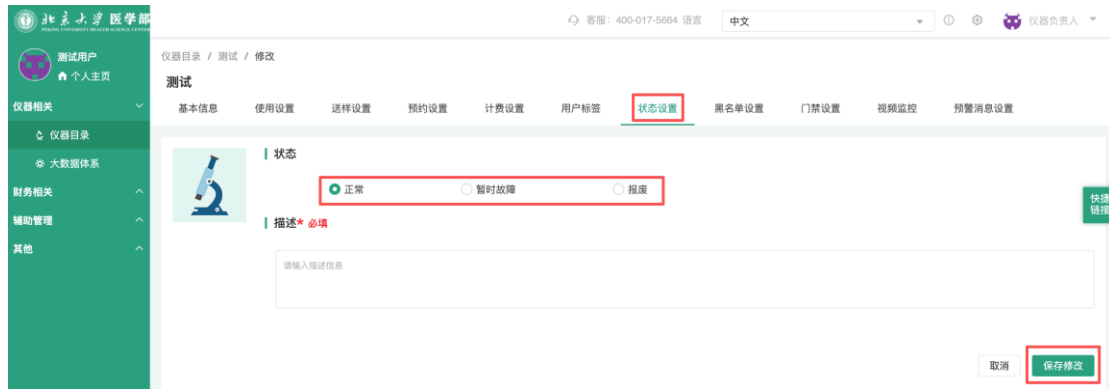 北京大学 医学部
PEKING UNIVERSITY HEALTH SCIENCE CENTER
客服: 400-017-5664 语言 中文 仪器负责人
测试用户
个人主页
仪器相关
仪器目录
大数据体系
财务相关
辅助管理
其他
仪器目录 / 测试 / 修改
测试
基本信息 使用设置 送样设置 预约设置 计费设置 用户标签 状态设置 黑名单设置 门禁设置 视频监控 预警消息设置
状态
正常 暂时故障 报废
描述* 必填
请输入描述信息
快捷
链接
取消 保存修改